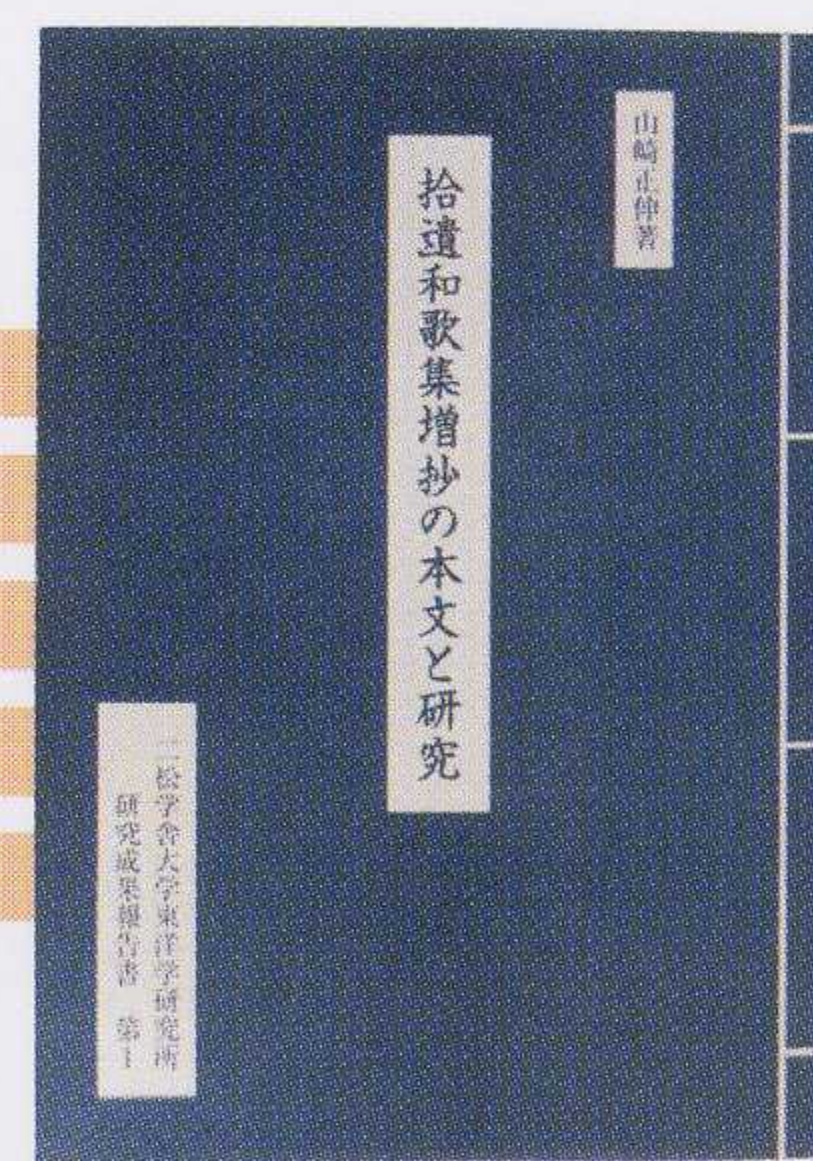 山崎正伸著
拾遺和歌集増抄の本文と研究
二松学舎大学東洋学研究所
研究成果報告書　第1